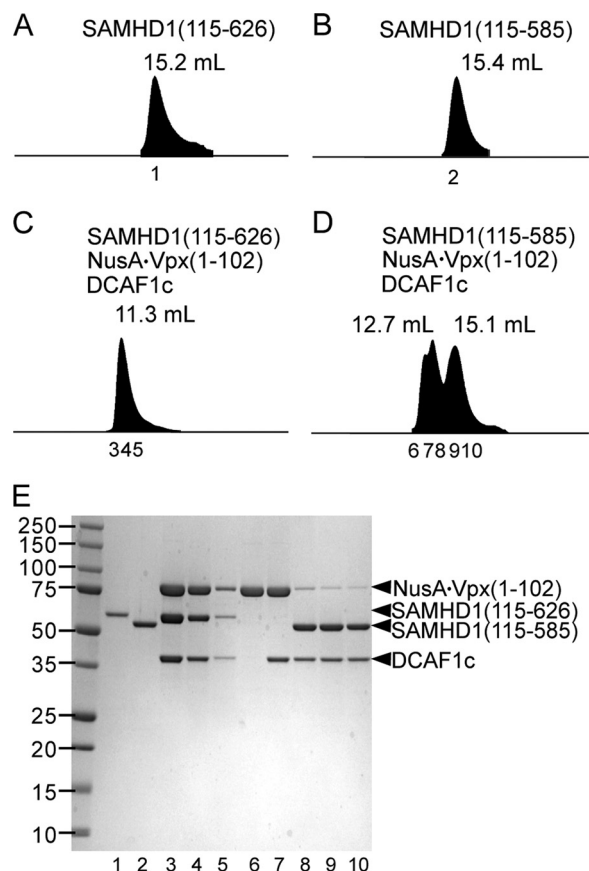 A
SAMHD1(115-626)
15.2 mL
1
B
SAMHD1(115-585)
15.4 mL
2
C
SAMHD1(115-626)
NusA·Vpx(1-102)
DCAF1c
11.3 mL
345
D
SAMHD1(115-585)
NusA·Vpx(1-102)
DCAF1c
12.7 mL 15.1 mL
678910
E
250
150
100
75
50
35
25
20
15
10
NusA·Vpx(1-102)
SAMHD1(115-626)
SAMHD1(115-585)
DCAF1c
1 2 3 4 5 6 7 8 9 10